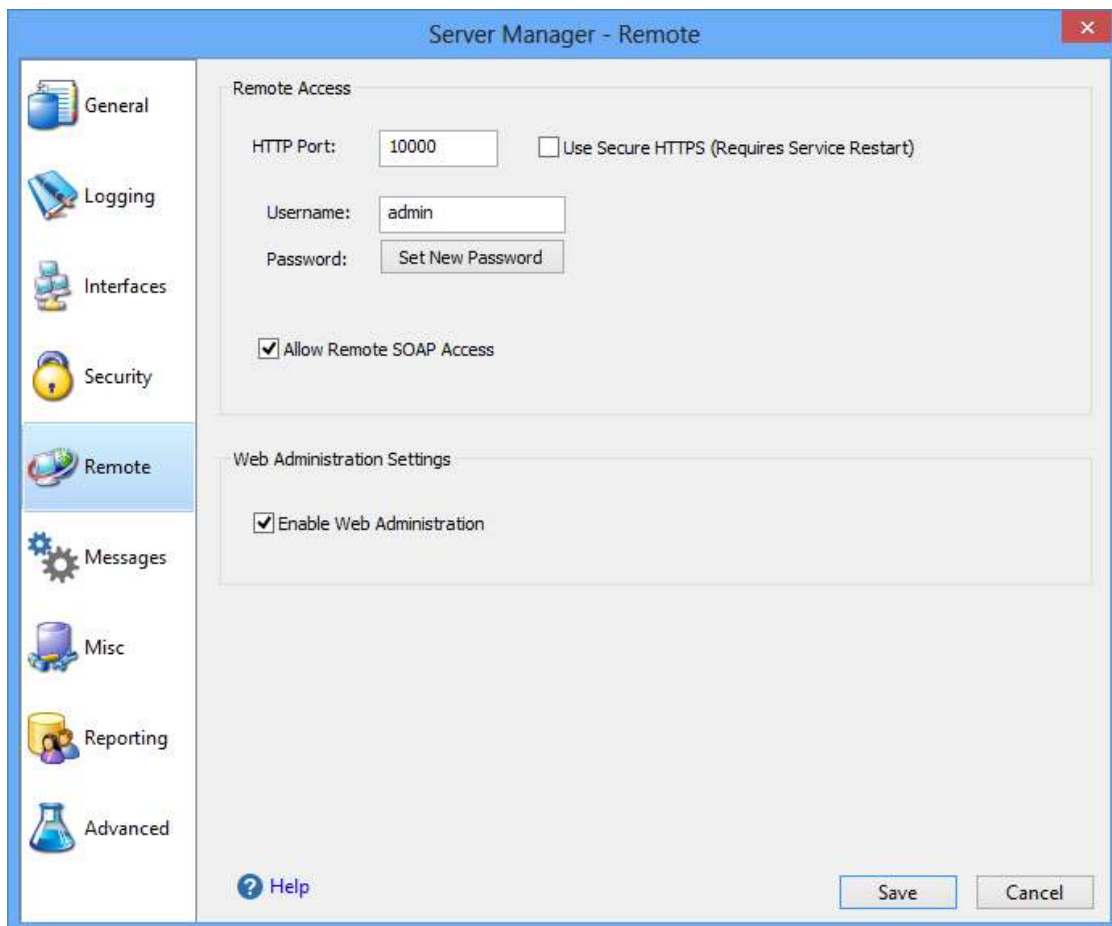 Server Manager - Remote
General
Logging
Interfaces
Security
Remote
Messages
Misc
Reporting
Advanced
Remote Access
HTTP Port: 10000 Use Secure HTTPS (Requires Service Restart)
Username: admin
Password: Set New Password
Allow Remote SOAP Access
Web Administration Settings
Enable Web Administration
Help
Save Cancel